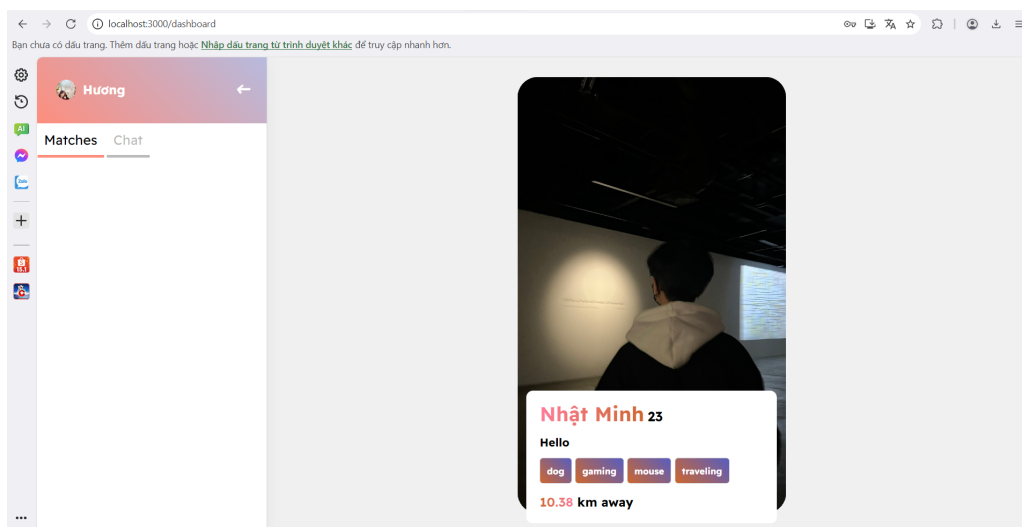 localhost:3000/dashboard
Bạn chưa có dấu trang. Thêm dấu trang hoặc Nhập dấu trang từ trình duyệt khác để truy cập nhanh hơn.
AI
Zalo
15.1
Hương
Matches Chat
Nhật Minh 23
Hello
dog gaming mouse traveling
10.38 km away